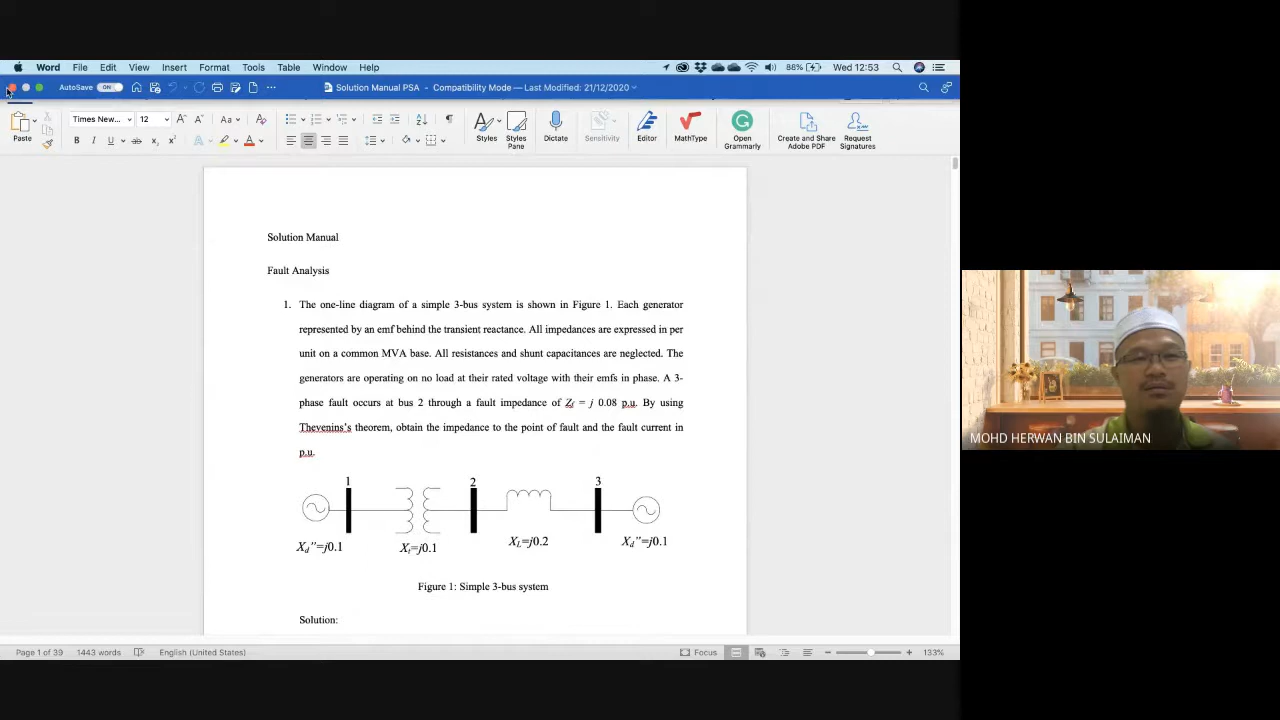 Word File Edit View Insert Format Tools Table Window Help 88% Wed 12:53
AutoSave ON Solution Manual PSA - Compatibility Mode — Last Modified: 21/12/2020
Paste Times New... 12 Styles Styles Pane Dictate Sensitivity Editor MathType Open Grammarly Create and Share Adobe PDF Request Signatures
Solution Manual
Fault Analysis
1. The one-line diagram of a simple 3-bus system is shown in Figure 1. Each generator
represented by an emf behind the transient reactance. All impedances are expressed in per
unit on a common MVA base. All resistances and shunt capacitances are neglected. The
generators are operating on no load at their rated voltage with their emfs in phase. A 3-
phase fault occurs at bus 2 through a fault impedance of Zf = j 0.08 p.u. By using
Thevenins's theorem, obtain the impedance to the point of fault and the fault current in
p.u.
1 2 3
Xd''=j0.1 Xt=j0.1 XL=j0.2 Xd''=j0.1
Figure 1: Simple 3-bus system
Solution:
MOHD HERWAN BIN SULAIMAN
Page 1 of 39 1443 words English (United States) Focus 133%